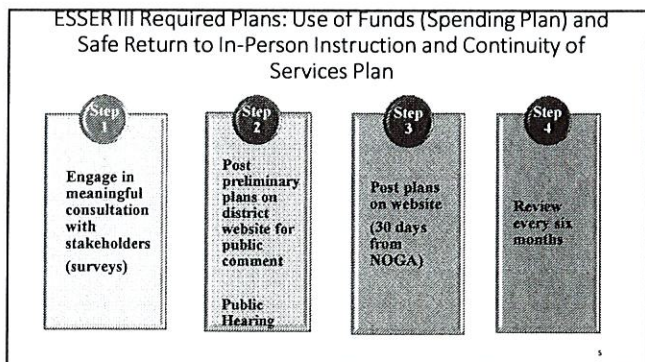 ESSER III Required Plans: Use of Funds (Spending Plan) and
Safe Return to In-Person Instruction and Continuity of
Services Plan
Step
1
Engage in
meaningful
consultation
with
stakeholders
(surveys)
Step
2
Post
preliminary
plans on
district
website for
public
comment
Public
Hearing
Step
3
Post plans
on website
(30 days
from
NOGA)
Step
4
Review
every six
months
5